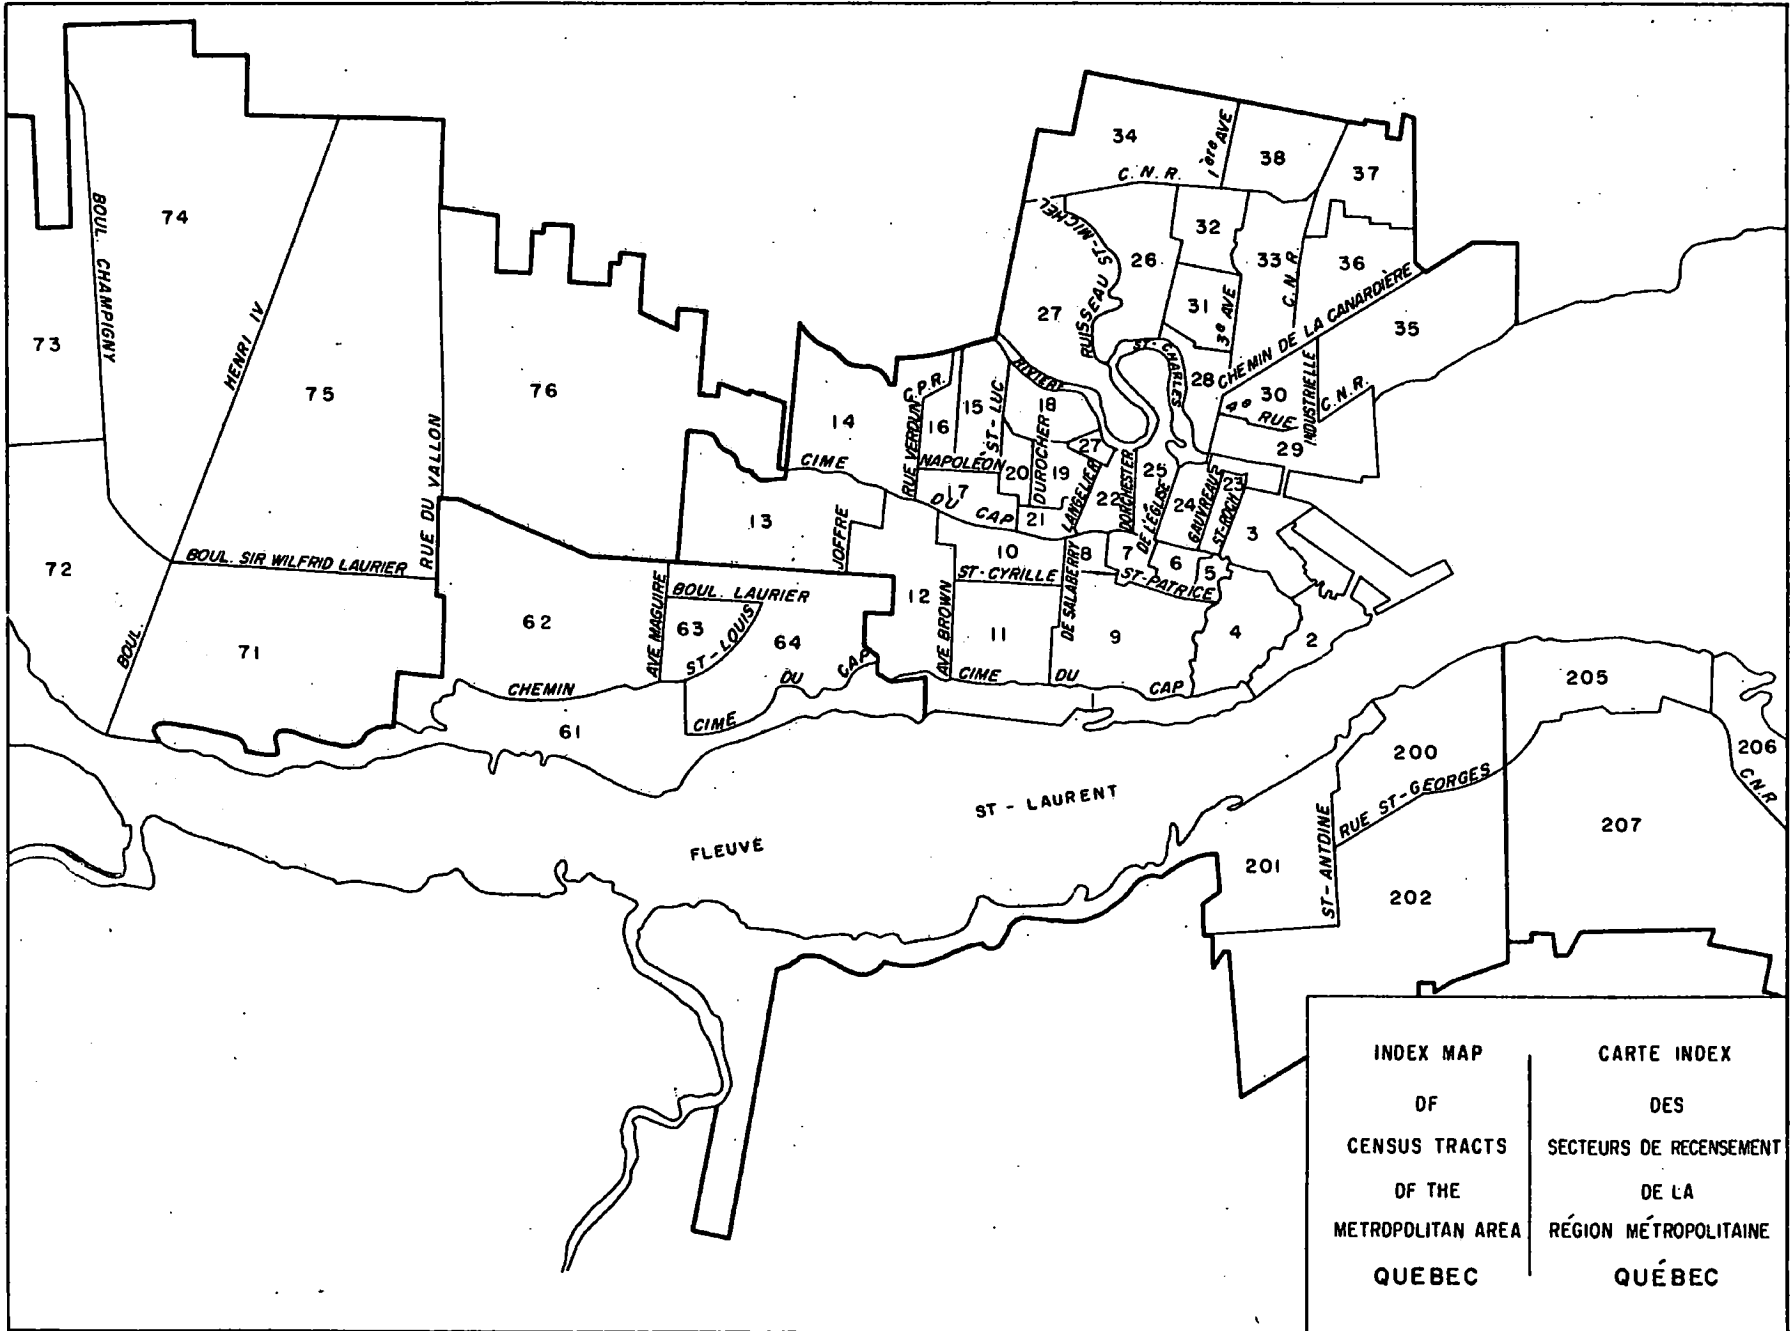 34
1ère AVE
38
37
C. N. R.
74
BOUL. CHAMPIGNY
ST-MICHEL
RUISSEAU
32
26
33
C. N. R.
36
73
HENRI IV
75
76
27
31
3e AVE
CHEMIN DE LA CANARDIÈRE
35
RIVIÈRE
ST-CHARLES
28
30
4e RUE
INDUSTRIELLE
C.N.R.
29
14
CIME
RUE VERDUN
C.P.R.
16
15
ST-LUC
18
NAPOLÉON
20
DUROCHER
19
27
LANGELIER
22
DORCHESTER
25
DE L'ÉGLISE
24
GAUVREAU
23
ST-ROCH
17
DU CAP
21
13
JOFFRE
RUE DU VALLON
3
72
BOUL. SIR WILFRID LAURIER
10
ST-CYRILLE
8
7
6
5
ST-PATRICE
DE SALABERRY
12
AVE BROWN
11
9
4
2
62
AVE MAGUIRE
BOUL. LAURIER
63
ST-LOUIS
64
71
BOUL.
CHEMIN
61
CIME
DU
CAP
CIME DU CAP
205
206
C.N.R
200
RUE ST-GEORGES
207
ST-ANTOINE
201
202
FLEUVE
ST - LAURENT
INDEX MAP
OF
CENSUS TRACTS
OF THE
METROPOLITAN AREA
QUEBEC
CARTE INDEX
DES
SECTEURS DE RECENSEMENT
DE LA
RÉGION MÉTROPOLITAINE
QUÉBEC